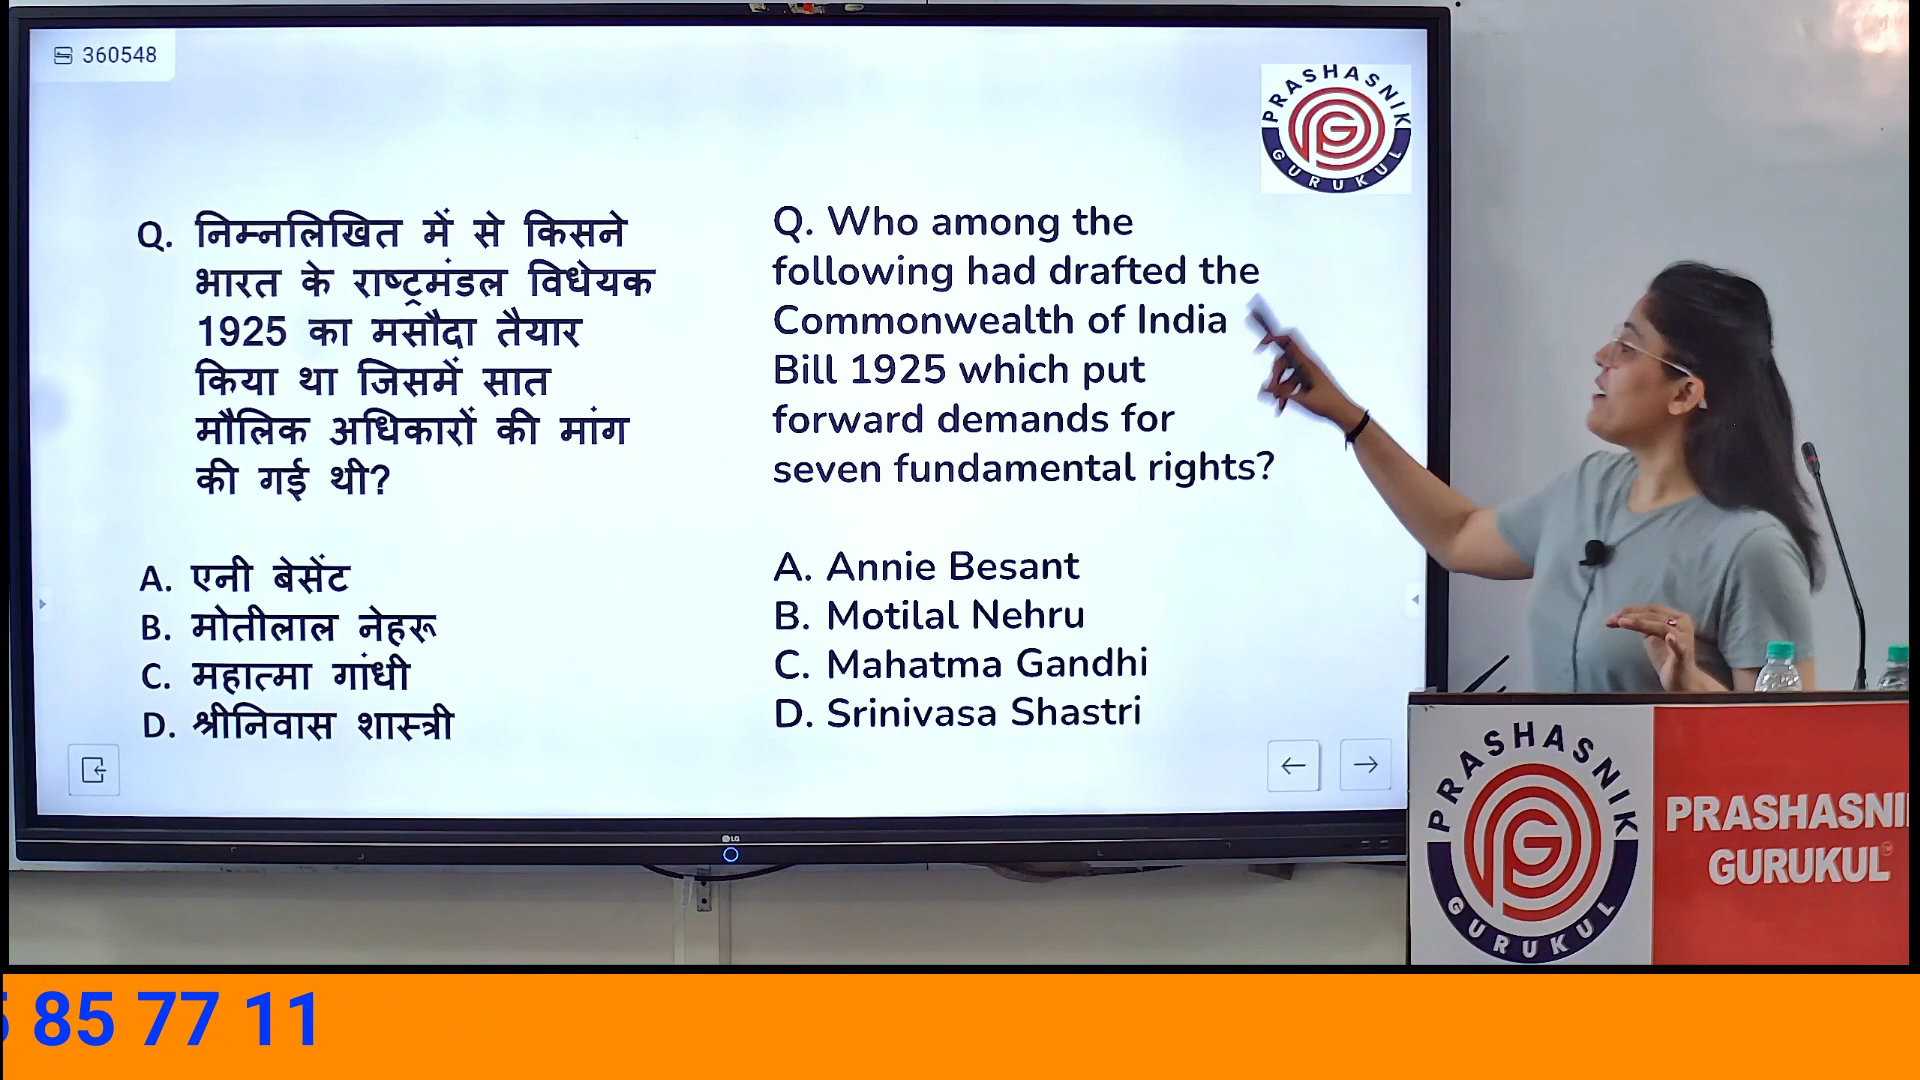 360548
PRASHASNIK
GURUKUL
Q. निम्नलिखित में से किसने
भारत के राष्ट्रमंडल विधेयक
1925 का मसौदा तैयार
किया था जिसमें सात
मौलिक अधिकारों की मांग
की गई थी?
A. एनी बेसेंट
B. मोतीलाल नेहरू
C. महात्मा गांधी
D. श्रीनिवास शास्त्री
Q. Who among the
following had drafted the
Commonwealth of India
Bill 1925 which put
forward demands for
seven fundamental rights?
A. Annie Besant
B. Motilal Nehru
C. Mahatma Gandhi
D. Srinivasa Shastri
LG
PRASHASNIK
GURUKUL
PRASHASNI
GURUKUL
85 77 11